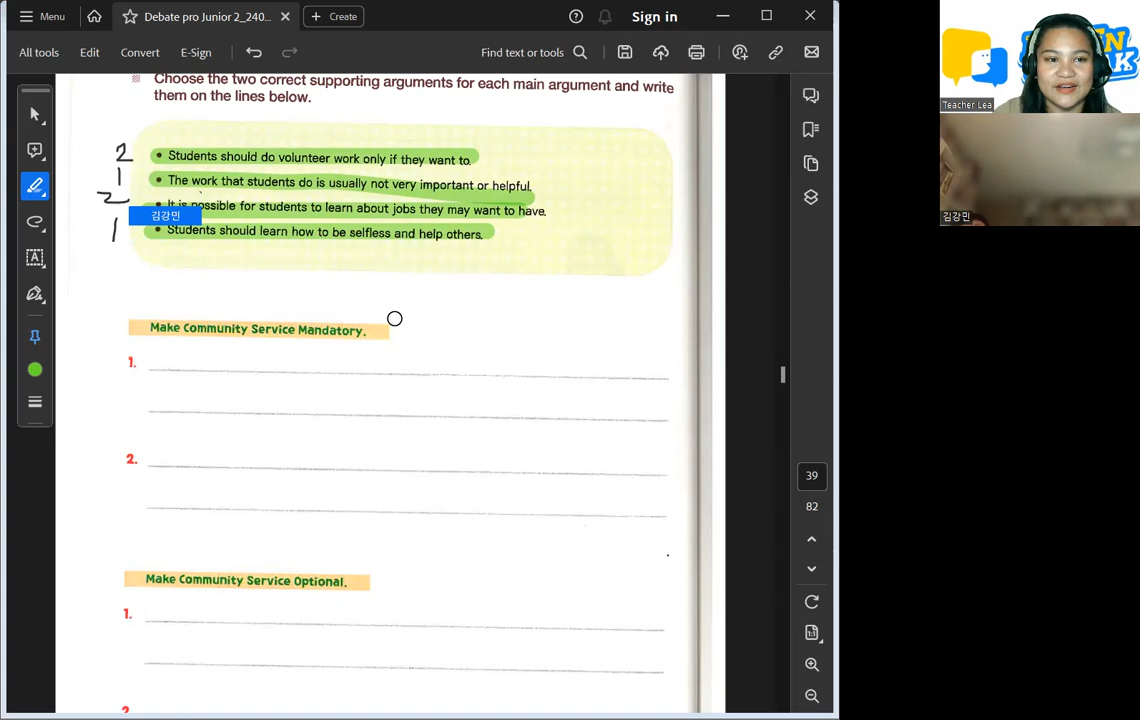 Menu
Debate pro Junior 2_240...
Create
Sign in
All tools
Edit
Convert
E-Sign
Find text or tools
Choose the two correct supporting arguments for each main argument and write
them on the lines below.
2 • Students should do volunteer work only if they want to.
1 • The work that students do is usually not very important or helpful.
2 • It is possible for students to learn about jobs they may want to have.
김강민
1 • Students should learn how to be selfless and help others.
Make Community Service Mandatory.
1.
2.
Make Community Service Optional.
1.
2
39
82
1:1
Teacher Lea
김강민